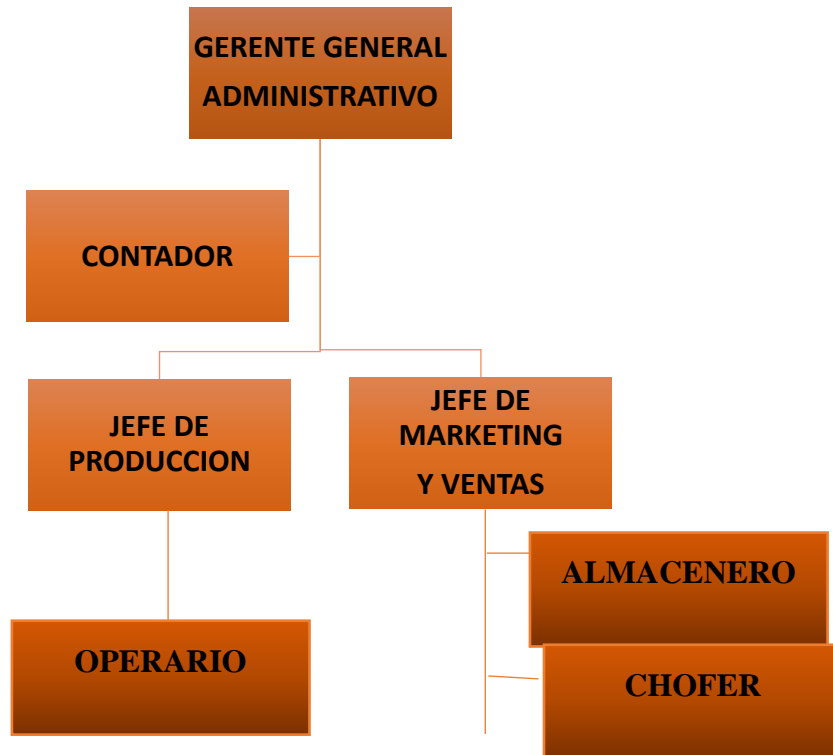 GERENTE GENERAL
ADMINISTRATIVO
CONTADOR
JEFE DE
PRODUCCION
JEFE DE
MARKETING
Y VENTAS
ALMACENERO
OPERARIO
CHOFER